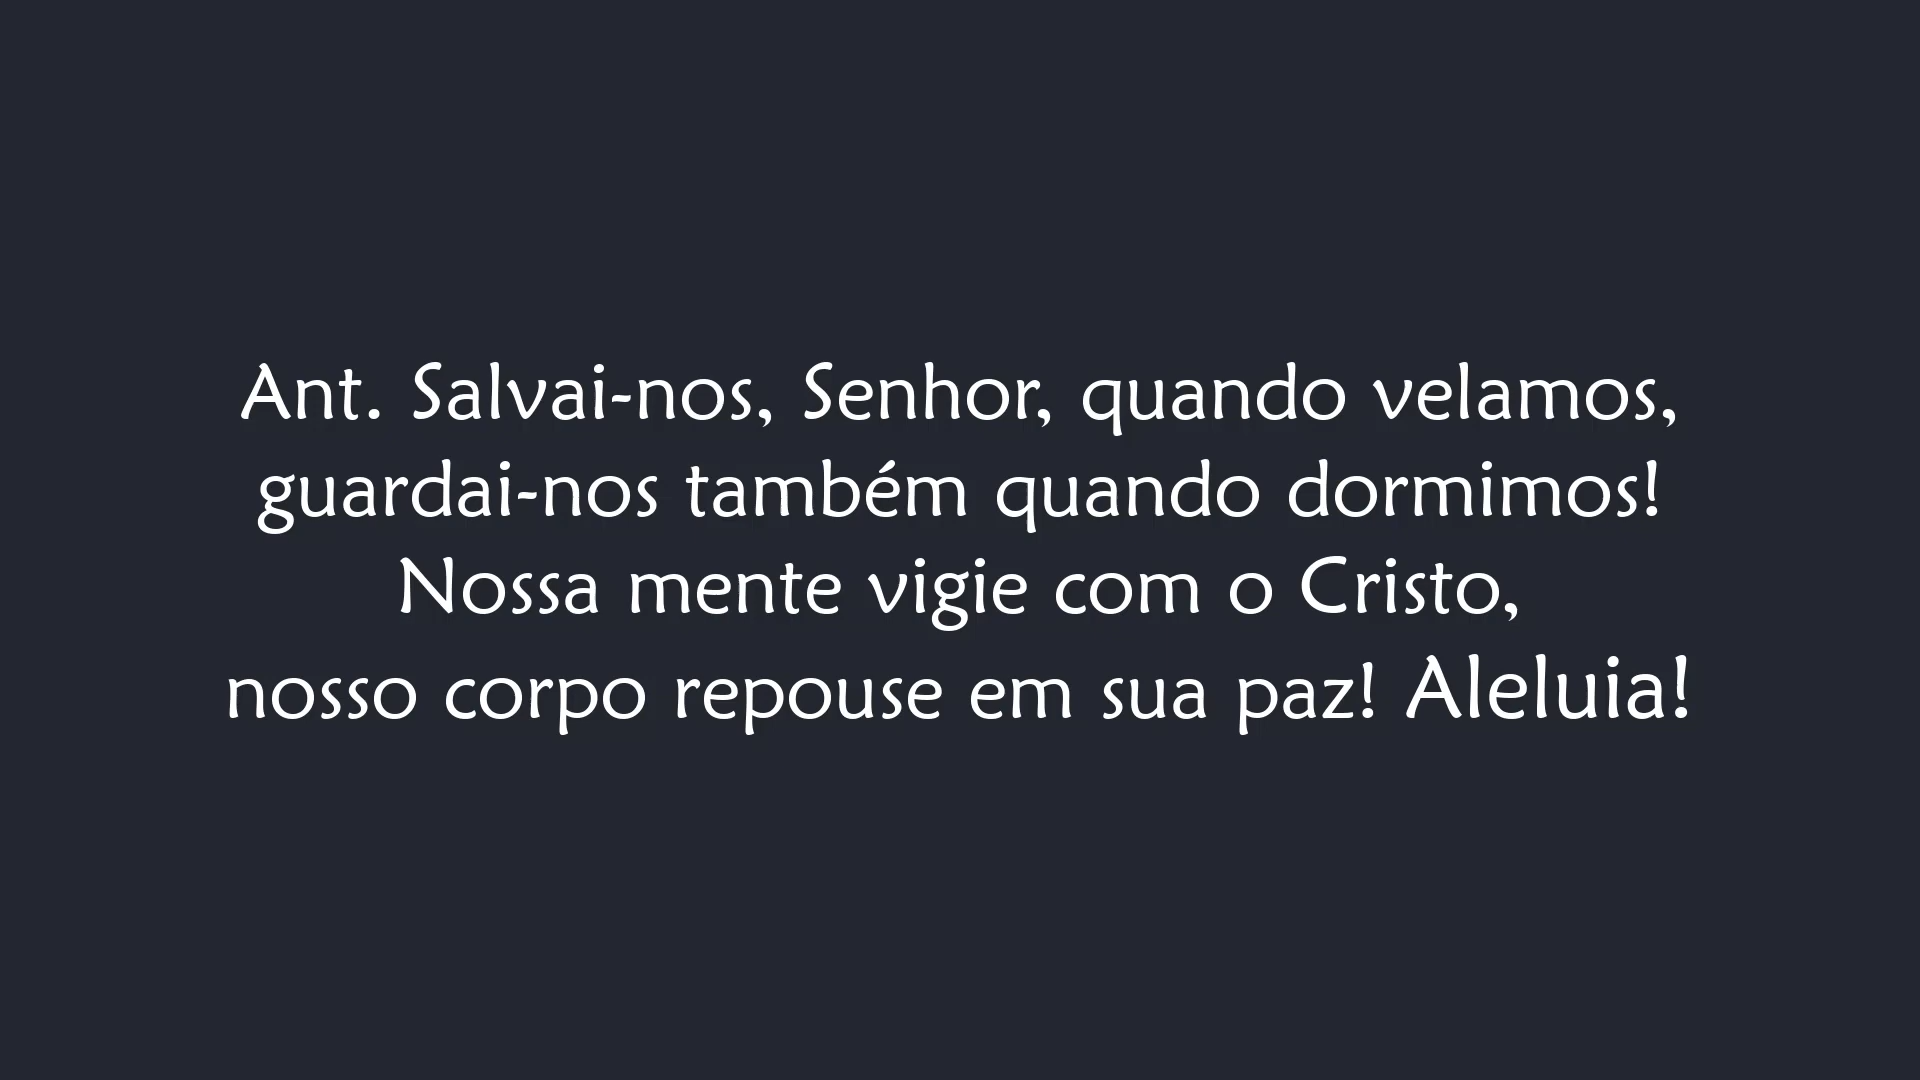 Ant. Salvai-nos, Senhor, quando velamos,
guardai-nos também quando dormimos!
Nossa mente vigie com o Cristo,
nosso corpo repouse em sua paz! Aleluia!